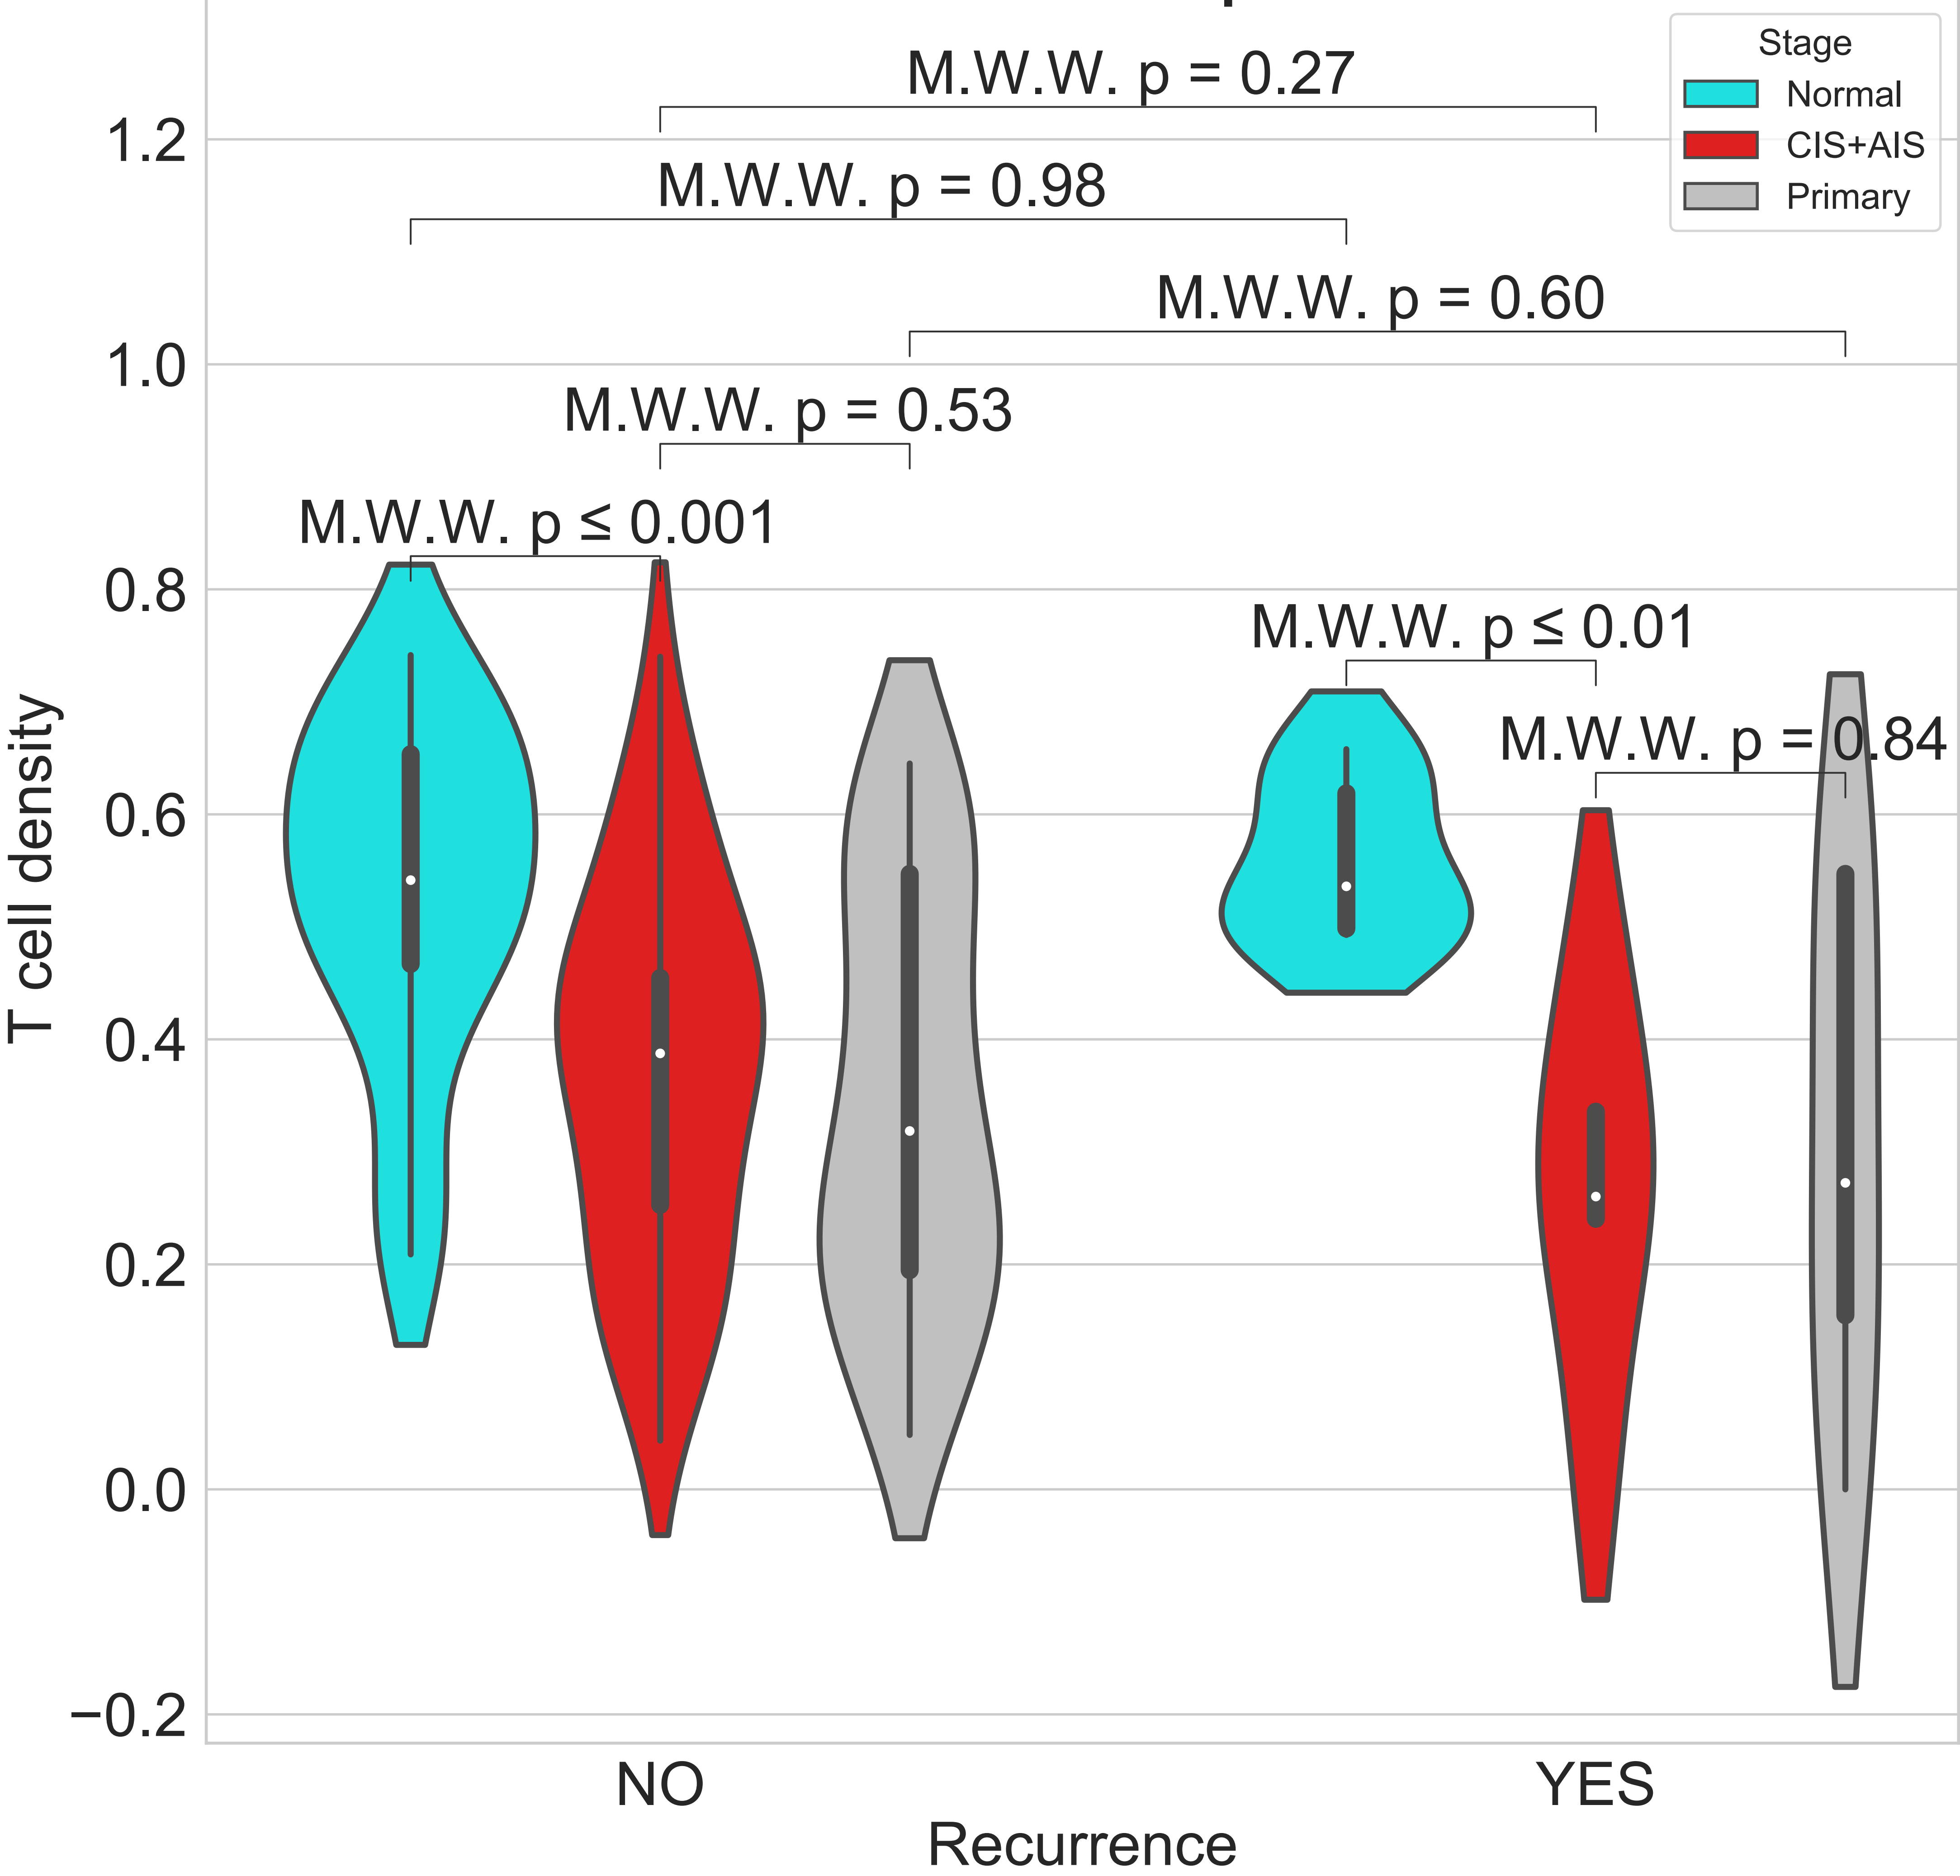 Stage
Normal
CIS+AIS
Primary
M.W.W. p = 0.27
M.W.W. p = 0.98
M.W.W. p = 0.60
M.W.W. p = 0.53
M.W.W. p ≤ 0.001
M.W.W. p ≤ 0.01
M.W.W. p = 0.84
1.2
1.0
0.8
0.6
0.4
0.2
0.0
−0.2
T cell density
NO
YES
Recurrence